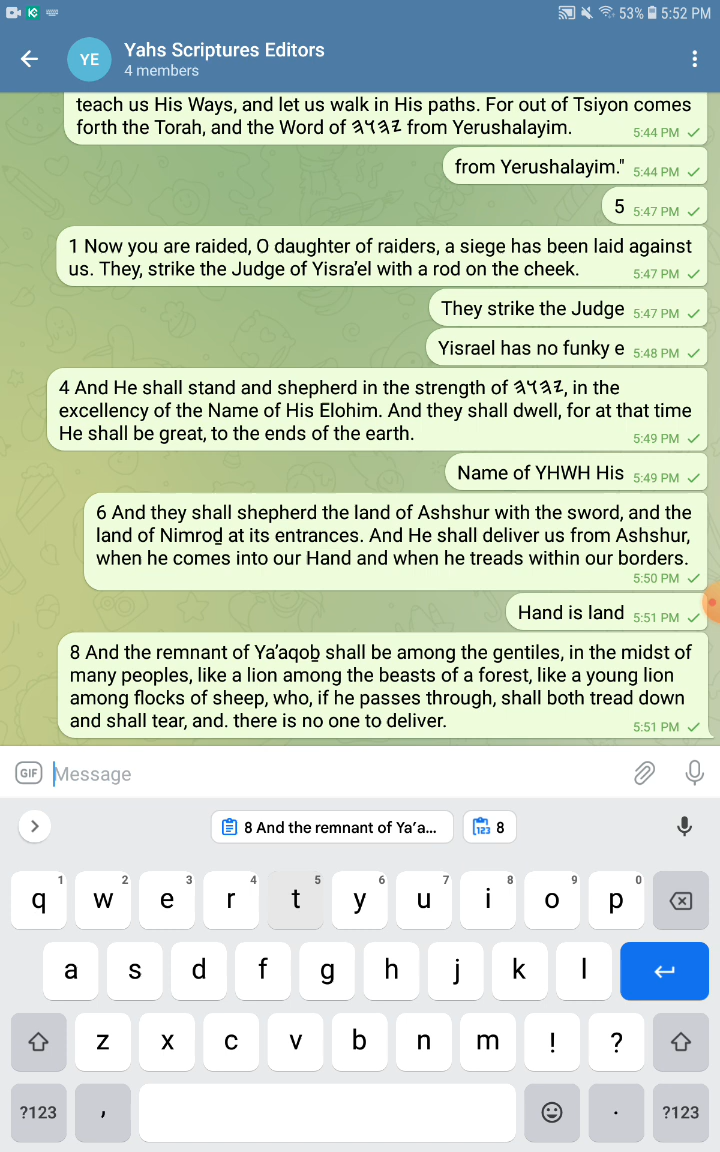 53% 5:52 PM
YE
Yahs Scriptures Editors
4 members
teach us His Ways, and let us walk in His paths. For out of Tsiyon comes
forth the Torah, and the Word of 𐤉𐤄𐤅𐤄 from Yerushalayim.
5:44 PM
from Yerushalayim."
5:44 PM
5
5:47 PM
1 Now you are raided, O daughter of raiders, a siege has been laid against
us. They, strike the Judge of Yisra’el with a rod on the cheek.
5:47 PM
They strike the Judge
5:47 PM
Yisrael has no funky e
5:48 PM
4 And He shall stand and shepherd in the strength of 𐤉𐤄𐤅𐤄, in the
excellency of the Name of His Elohim. And they shall dwell, for at that time
He shall be great, to the ends of the earth.
5:49 PM
Name of YHWH His
5:49 PM
6 And they shall shepherd the land of Ashshur with the sword, and the
land of Nimroḏ at its entrances. And He shall deliver us from Ashshur,
when he comes into our Hand and when he treads within our borders.
5:50 PM
Hand is land
5:51 PM
8 And the remnant of Ya’aqoḇ shall be among the gentiles, in the midst of
many peoples, like a lion among the beasts of a forest, like a young lion
among flocks of sheep, who, if he passes through, shall both tread down
and shall tear, and. there is no one to deliver.
5:51 PM
GIF
Message
8 And the remnant of Ya’a...
123 8
q1 w2 e3 r4 t5 y6 u7 i8 o9 p0
a s d f g h j k l
z x c v b n m ! ?
?123 , . ?123